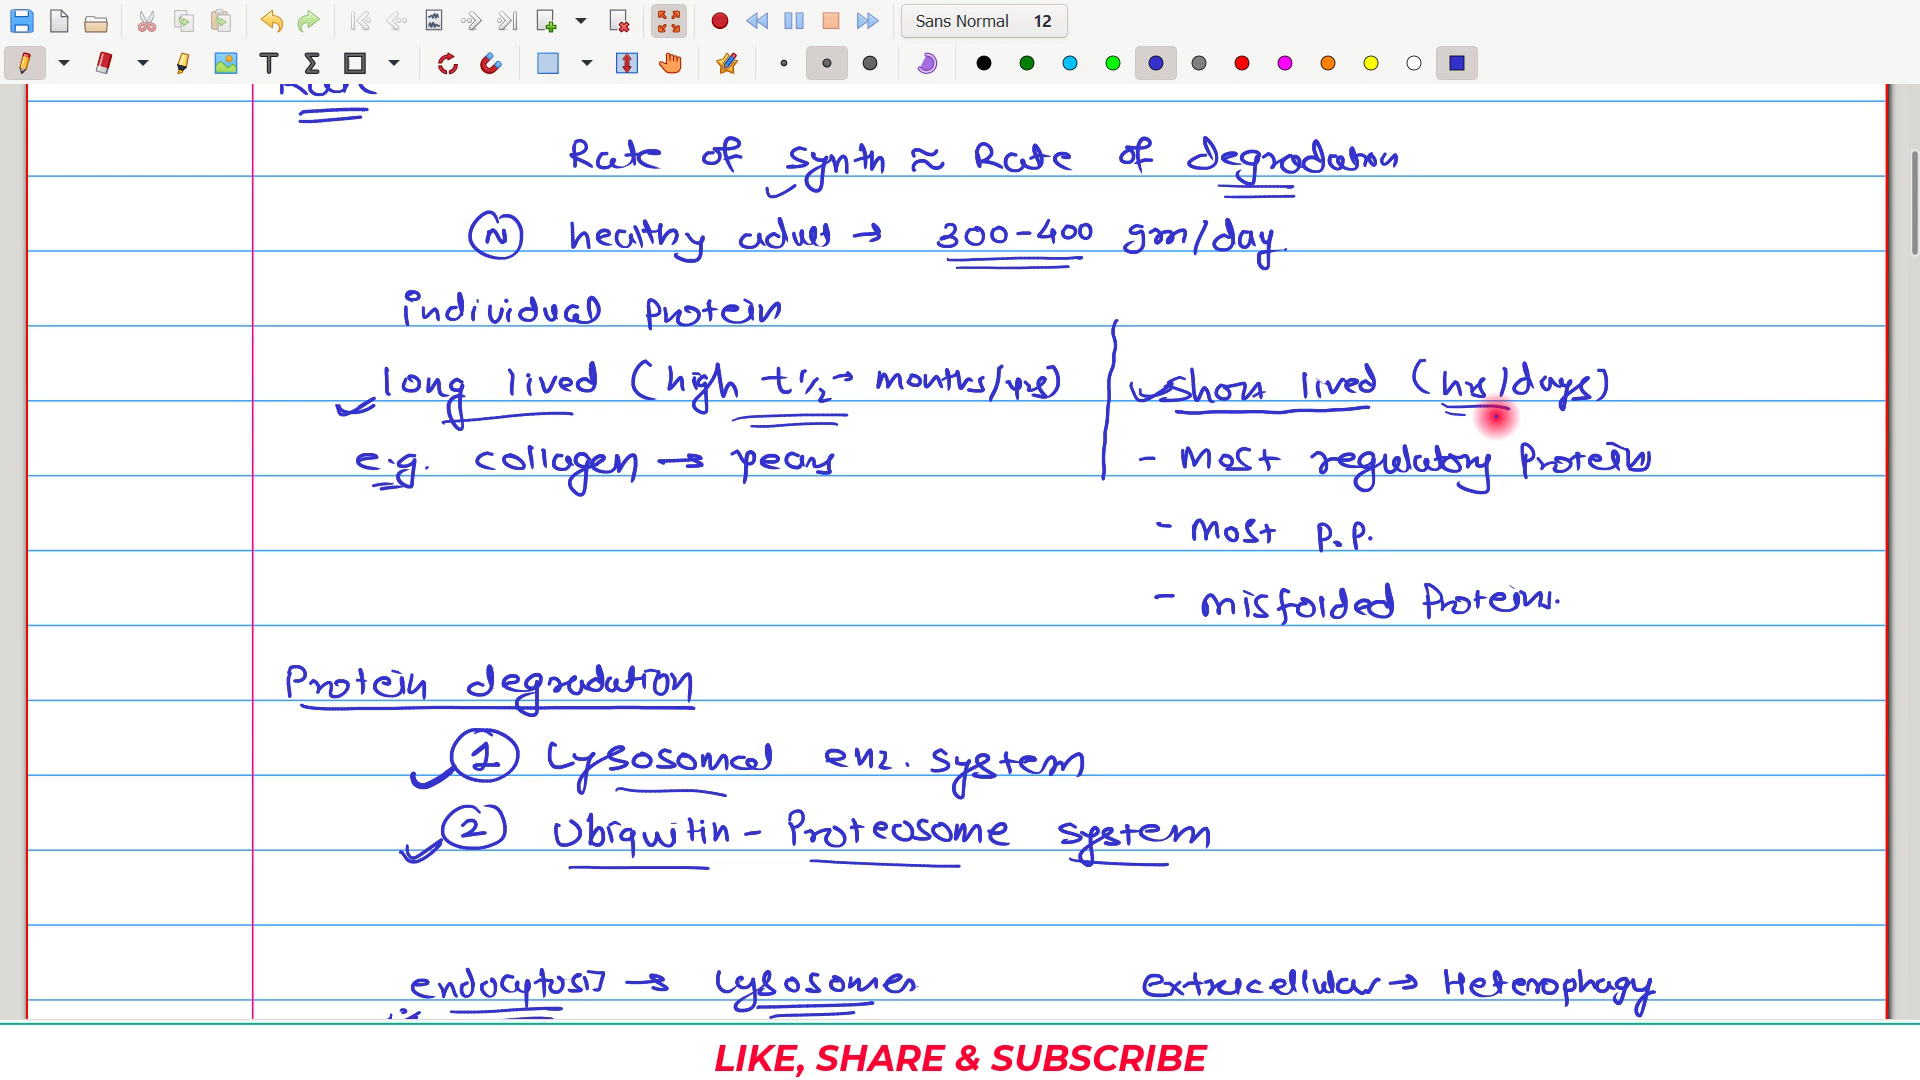 Sans Normal 12
Rate
Rate of synth ≈ Rate of degradation
(N) healthy adult → 300-400 gm/day.
individual Protein
long lived (high t1/2 → months/yrs)
e.g. collagen → years
short lived (hrs/days)
- Most regulatory Proteins
- Most P.P.
- misfolded Proteins.
Protein degradation
1 Lysosomal enz. system
2 Ubiquitin - Proteosome system
endocytosis → Lysosomes
extracellular → Heterophagy
LIKE, SHARE & SUBSCRIBE